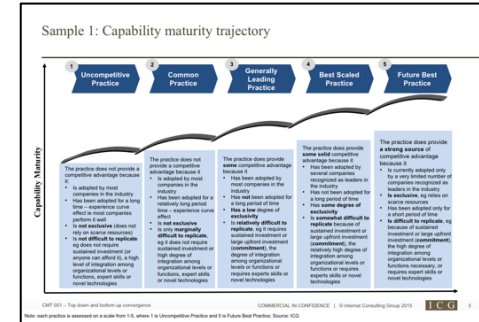 Sample 1: Capability maturity trajectory
1
Uncompetitive
Practice
2
Common
Practice
3
Generally
Leading
Practice
4
Best Scaled
Practice
5
Future Best
Practice
Capability Maturity
The practice does not provide a
competitive advantage because
it
• Is adopted by most
companies in the industry
• Has been adopted for a long
time – experience curve
effect is most companies
perform it well
• Is not exclusive (does not
rely on scarce resources)
• Is not difficult to replicate
eg does not require
sustained investment (or
anyone can afford it), a high
level of integration among
organizational levels or
functions, expert skills or
novel technologies
The practice does not
provide a competitive
advantage because it
• Is adopted by most
companies in the
industry
• Has been adopted for a
relatively long period
time – experience curve
effect
• Is not exclusive
• Is only marginally
difficult to replicate,
eg it does not require
sustained investment or
high degree of
integration among
organizational levels or
functions, expert skills
or novel technologies
The practice does provide
some competitive advantage
because it
• Has been adopted by
most companies in the
industry
• Has not been adopted for
a long period of time
• Has a low degree of
exclusivity
• Is relatively difficult to
replicate, eg it requires
sustained investment or
large upfront investment
(commitment), the
degree of integration
among organizational
levels or functions or
requires experts skills or
novel technologies
The practice does provide
some solid competitive
advantage because it
• Has been adopted by
several companies
recognized as leaders in
the industry
• Has not been adopted for
a long period of time
• Has some degree of
exclusivity
• Is somewhat difficult to
replicate because of
sustained investment or
large upfront investment
(commitment), the
relatively high degree of
integration among
organizational levels or
functions or requires
experts skills or novel
technologies
The practice does provide
a strong source of
competitive advantage
because it
• Is currently adopted only
by a very limited number of
companies recognized as
leaders in the industry
• Is exclusive, eg relies on
scarce resources
• Has been adopted only for
a short period of time
• Is difficult to replicate, eg
because of sustained
investment or large upfront
investment (commitment),
the high degree of
integration among
organizational levels or
functions necessary, or
requires expert skills or
novel technologies
CMT 001 – Top down and bottom up convergence
COMMERCIAL IN CONFIDENCE | © Internal Consulting Group 2015
ICG
3
Note: each practice is assessed on a scale from 1-5, where 1 is Uncompetitive Practice and 5 is Future Best Practice; Source: ICG